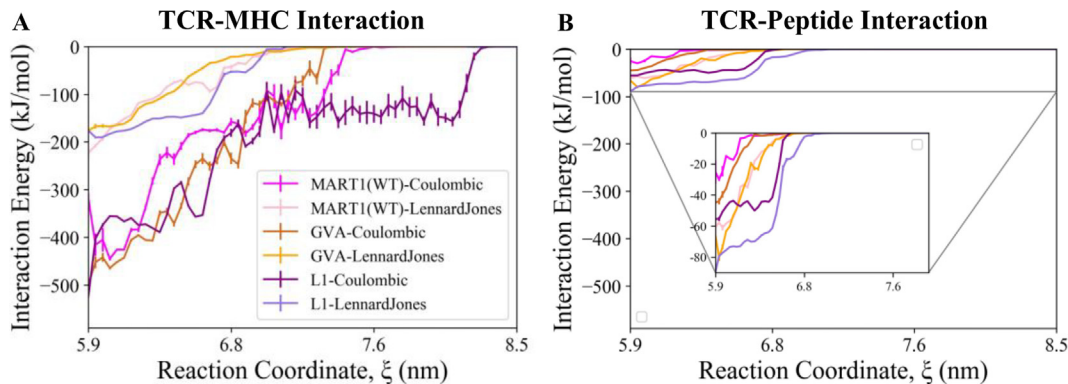 A TCR-MHC Interaction
Interaction Energy (kJ/mol)
0
−100
−200
−300
−400
−500
MART1(WT)-Coulombic
MART1(WT)-LennardJones
GVA-Coulombic
GVA-LennardJones
L1-Coulombic
L1-LennardJones
5.9 6.8 7.6 8.5
Reaction Coordinate, ξ (nm)
B TCR-Peptide Interaction
Interaction Energy (kJ/mol)
0
−100
−200
−300
−400
−500
0
−20
−40
−60
−80
5.9 6.8 7.6
5.9 6.8 7.6 8.5
Reaction Coordinate, ξ (nm)